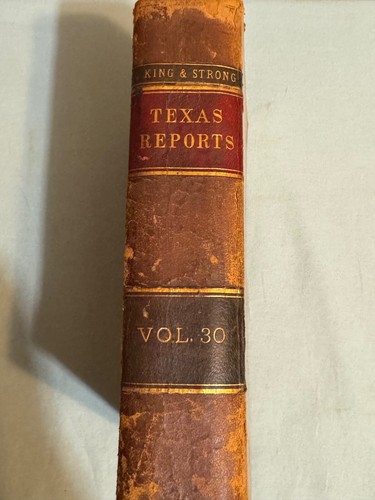 KING & STRONG
TEXAS
REPORTS
VOL. 30